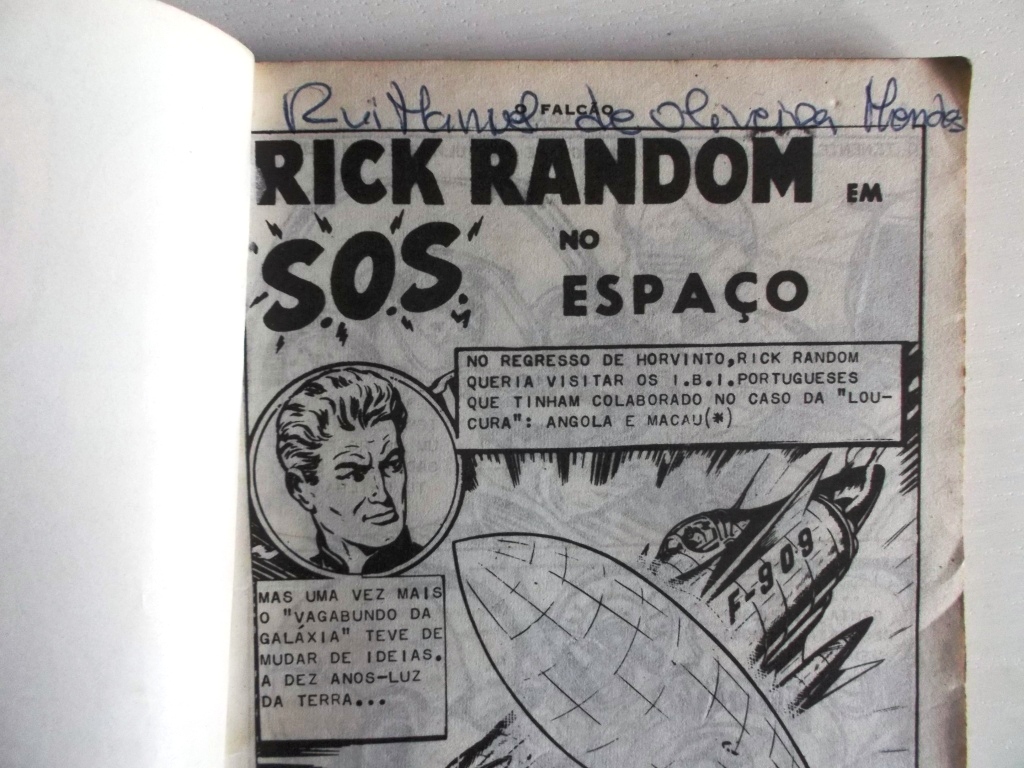 Rui Manuel de Oliveira Mendes
O FALCÃO
RICK RANDOM EM
"S.O.S." NO
ESPAÇO
NO REGRESSO DE HORVINTO, RICK RANDOM
QUERIA VISITAR OS I.B.I. PORTUGUESES
QUE TINHAM COLABORADO NO CASO DA "LOU-
CURA": ANGOLA E MACAU(*)
F-909
MAS UMA VEZ MAIS
O "VAGABUNDO DA
GALÁXIA" TEVE DE
MUDAR DE IDEIAS.
A DEZ ANOS-LUZ
DA TERRA...